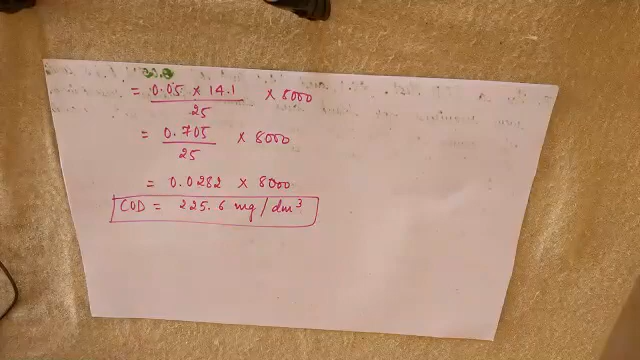 = 0.05 × 14.1 / 25 × 8000
= 0.705 / 25 × 8000
= 0.0282 × 8000
COD = 225.6 mg/dm³